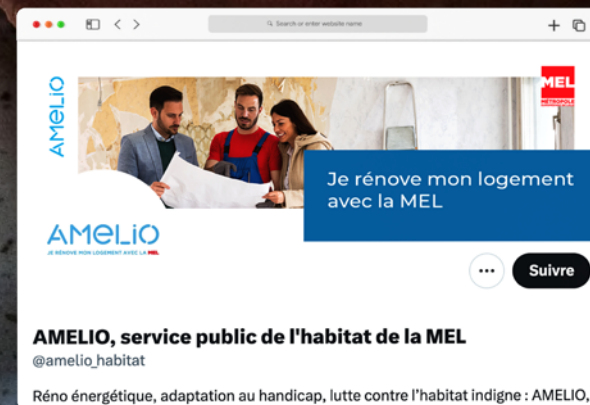 Search or enter website name
AMELIO
MEL
MÉTROPOLE
Je rénove mon logement
avec la MEL
AMELIO
JE RÉNOVE MON LOGEMENT AVEC LA MEL
Suivre
AMELIO, service public de l'habitat de la MEL
@amelio_habitat
Réno énergétique, adaptation au handicap, lutte contre l’habitat indigne : AMELIO,